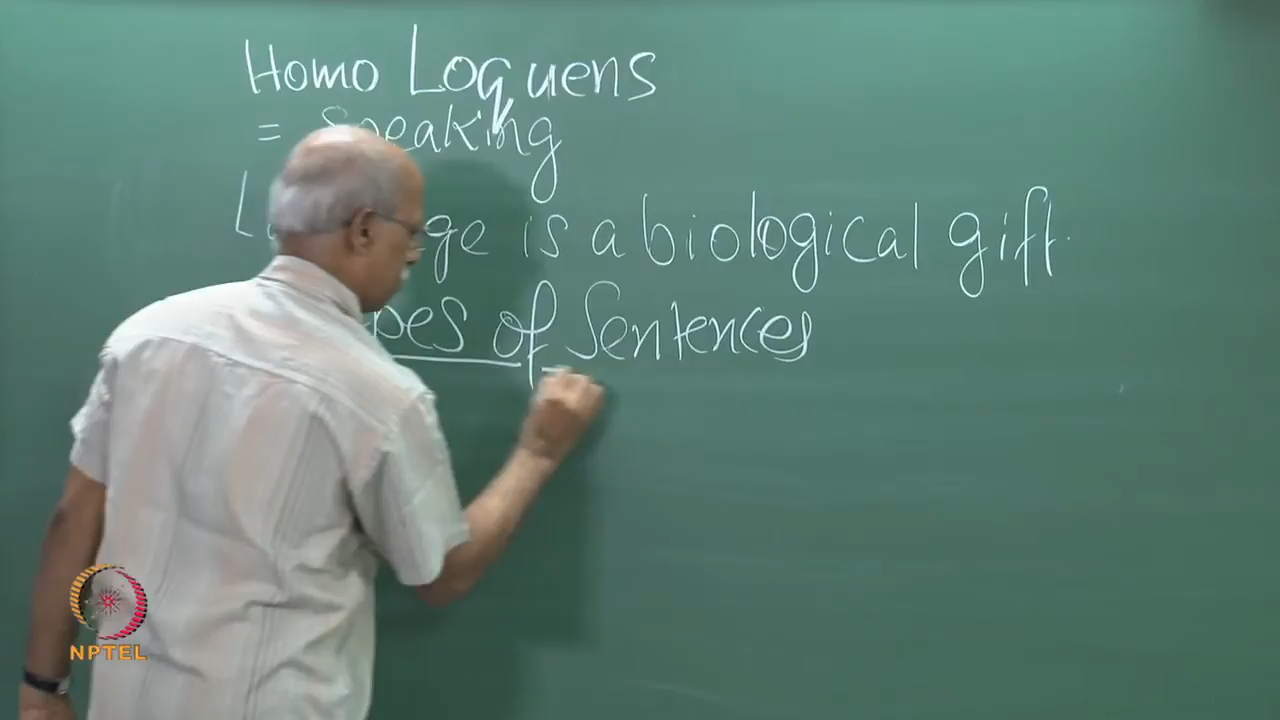 Homo Loquens
= Speaking
Language is a biological gift.
Types of Sentences
NPTEL